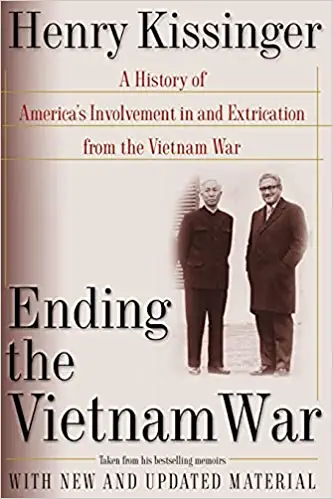 Henry Kissinger
A History of
America's Involvement in and Extrication
from the Vietnam War
Ending
the
Vietnam War
Taken from his bestselling memoirs
WITH NEW AND UPDATED MATERIAL